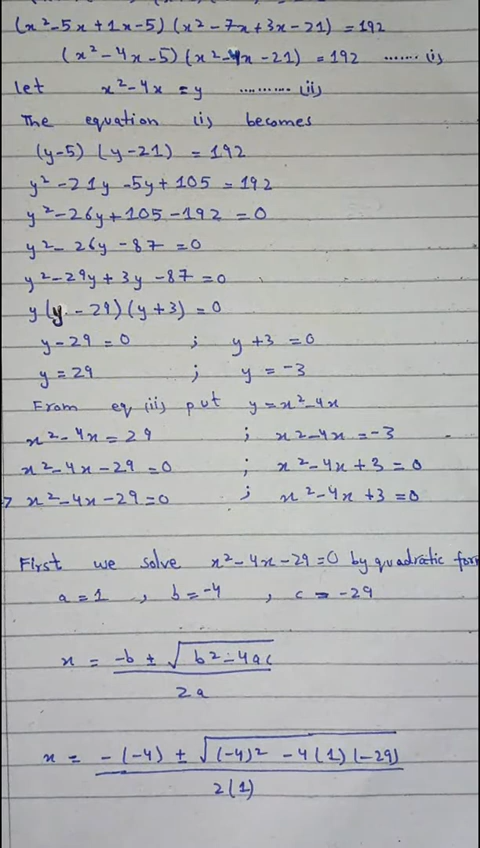 (x²-5x+1x-5) (x²-7x+3x-21) = 192
(x²-4x-5) (x²-4x-21) = 192 ....... (i)
let x²-4x = y .......... (ii)
The equation (i) becomes
(y-5) (y-21) = 192
y² -21y -5y + 105 = 192
y²-26y+105-192 = 0
y²- 26y - 87 = 0
y²-29y + 3y - 87 = 0
y(y - 29) (y + 3) = 0
y-29 = 0 ; y + 3 = 0
y = 29 ; y = -3
From eq (ii) put y = x²-4x
x²-4x = 29 ; x²-4x = -3
x²-4x-29 = 0 ; x²-4x+3 = 0
x²-4x-29=0 ; x²-4x+3 = 0
First we solve x²-4x-29=0 by quadratic form
a = 1 , b = -4 , c = -29
x = -b ± √b²-4ac / 2a
x = -(-4) ± √(-4)² - 4(1)(-29) / 2(1)